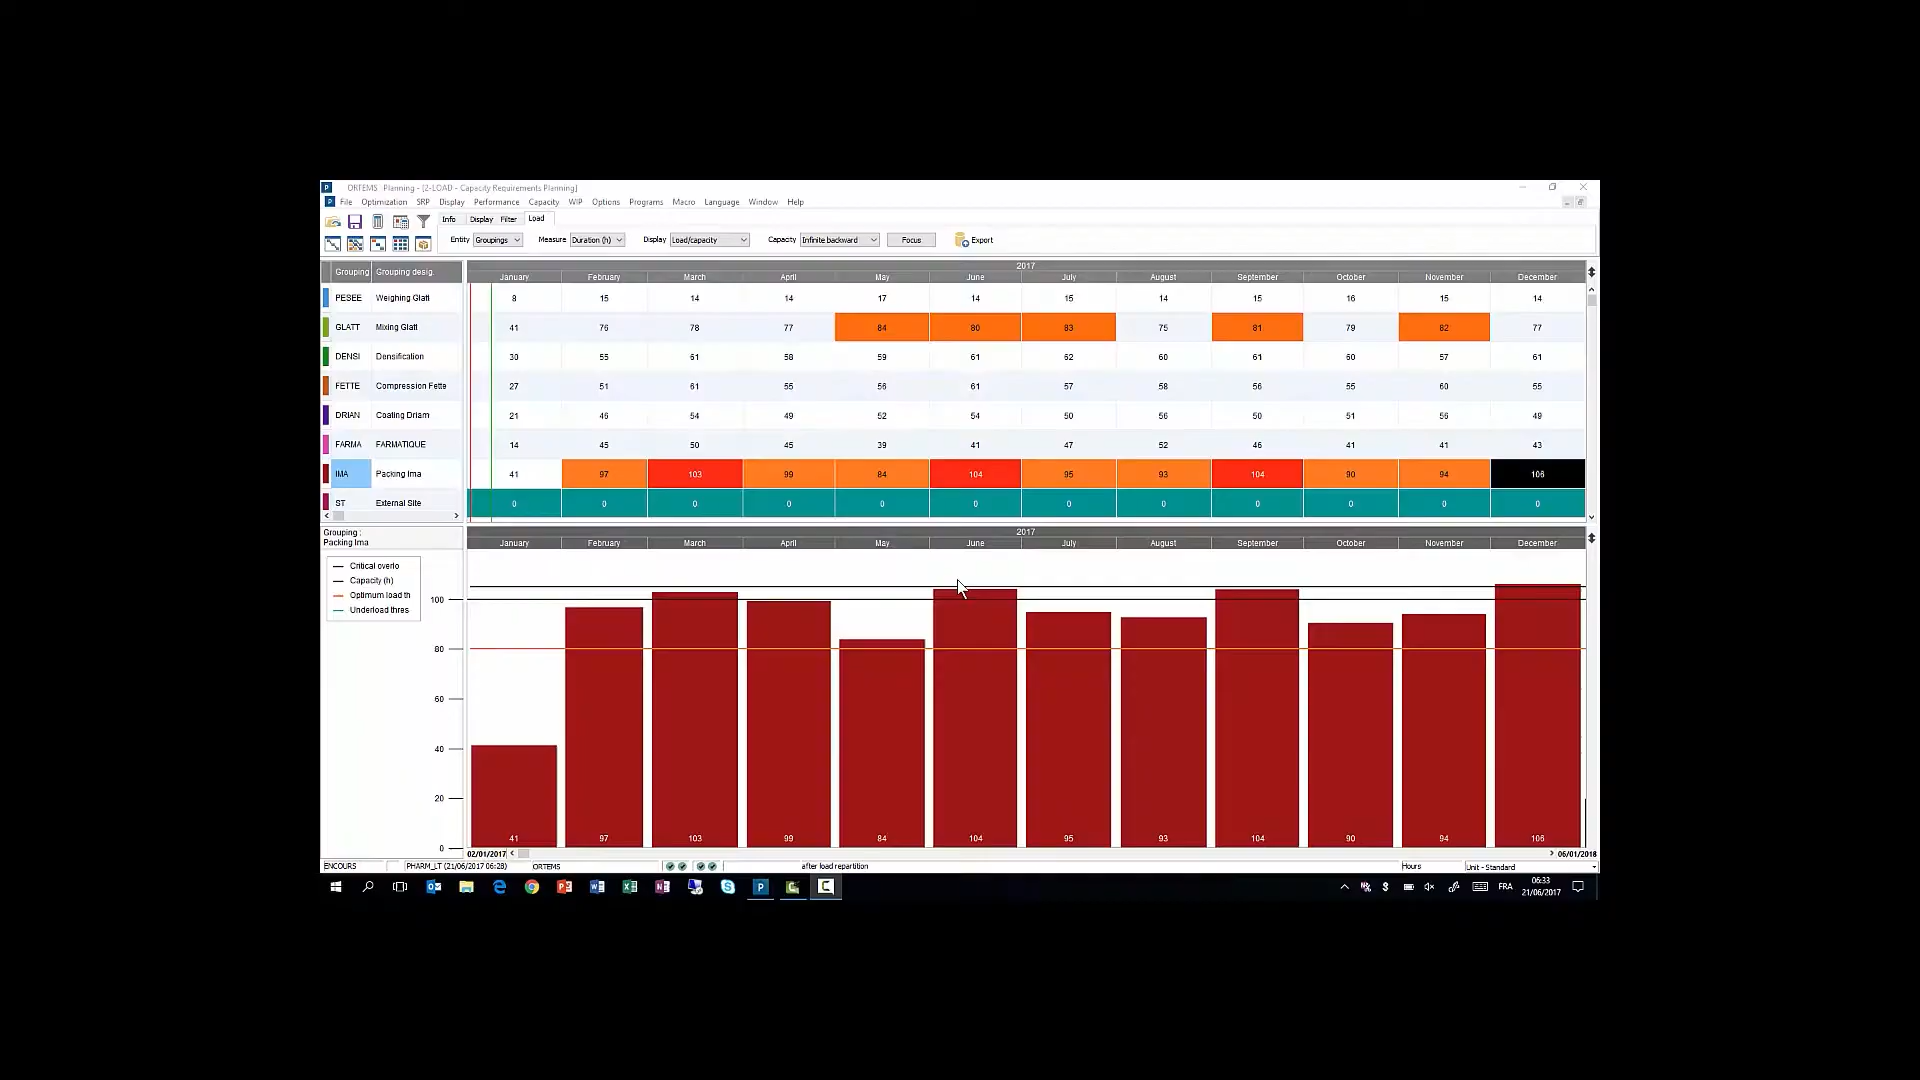 ORTEMS Planning - [2-LOAD - Capacity Requirements Planning]
File Optimization SRP Display Performance Capacity WIP Options Programs Macro Language Window Help
Info Display Filter Load
Entity Groupings Measure Duration (h) Display Load/capacity Capacity Infinite backward Focus Export
2017
Grouping Grouping desig. January February March April May June July August September October November December
PESEE Weighing Glatt 8 15 14 14 17 14 15 14 15 16 15 14
GLATT Mixing Glatt 41 76 78 77 84 80 83 75 81 79 82 77
DENSI Densification 30 55 61 58 59 61 62 60 61 60 57 61
FETTE Compression Fette 27 51 61 55 56 61 57 58 56 55 60 55
DRIAN Coating Driam 21 46 54 49 52 54 50 56 50 51 56 49
FARMA FARMATIQUE 14 45 50 45 39 41 47 52 46 41 41 43
IMA Packing Ima 41 97 103 99 84 104 95 93 104 90 94 106
ST External Site 0 0 0 0 0 0 0 0 0 0 0 0
Grouping :
Packing Ima
2017
January February March April May June July August September October November December
Critical overlo
Capacity (h)
Optimum load th
Underload thres
100
80
60
40
20
0
41 97 103 99 84 104 95 93 104 90 94 106
02/01/2017 06/01/2018
ENCOURS PHARM_LT (21/06/2017 06:28) ORTEMS after load repartition Hours Unit - Standard
FRA 06:33
21/06/2017